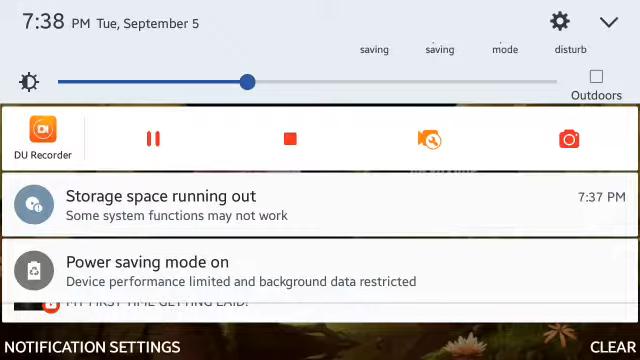 7:38 PM Tue, September 5
saving saving mode disturb
Outdoors
DU Recorder
Storage space running out
7:37 PM
Some system functions may not work
Power saving mode on
Device performance limited and background data restricted
MY FIRST TIME GETTING LAID!
NOTIFICATION SETTINGS
CLEAR